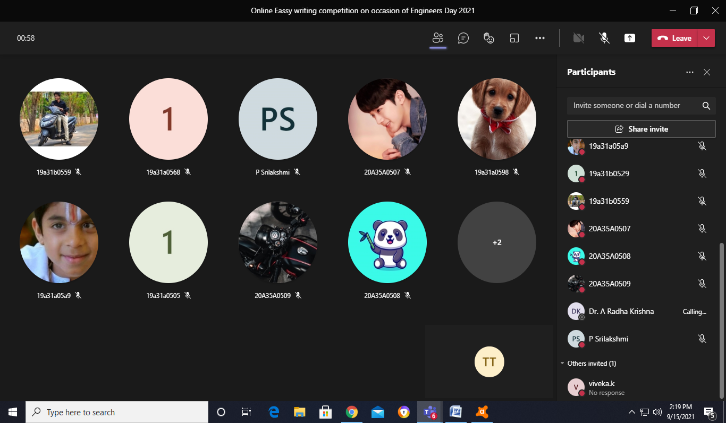 Online Eassy writing competition on occasion of Engineers Day 2021
00:58
Leave
Participants
Invite someone or dial a number
Share invite
1
PS
19a31b0559
19a31a0568
P Srilakshmi
20A35A0507
19a31a0598
1
+2
19a31a05a9
19a31a0505
20A35A0509
20A35A0508
TT
19a31a05a9
1 19a31b0529
19a31b0559
20A35A0507
20A35A0508
20A35A0509
DK Dr. A Radha Krishna Calling...
PS P Srilakshmi
Others invited (1)
V viveka.k
No response
Type here to search
2:19 PM
9/15/2021